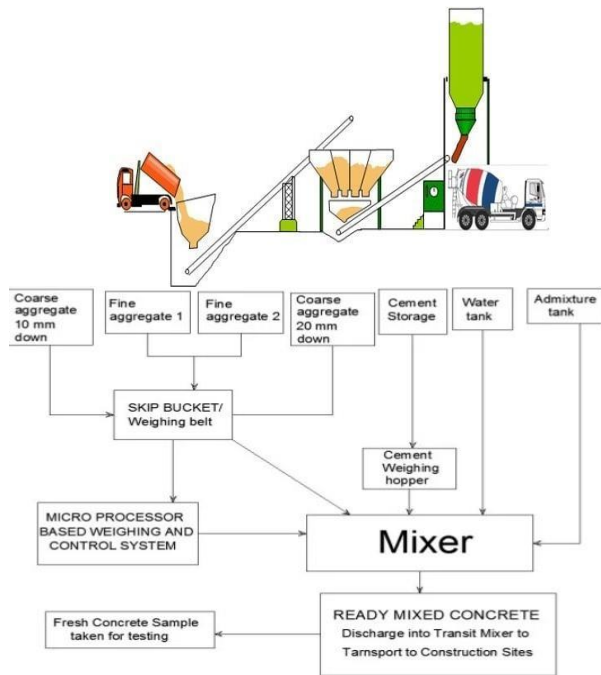 Coarse
aggregate
10 mm
down
Fine
aggregate 1
Fine
aggregate 2
Coarse
aggregate
20 mm
down
Cement
Storage
Water
tank
Admixture
tank
SKIP BUCKET/
Weighing belt
Cement
Weighing
hopper
MICRO PROCESSOR
BASED WEIGHING AND
CONTROL SYSTEM
Mixer
READY MIXED CONCRETE
Discharge into Transit Mixer to
Tarnsport to Construction Sites
Fresh Concrete Sample
taken for testing